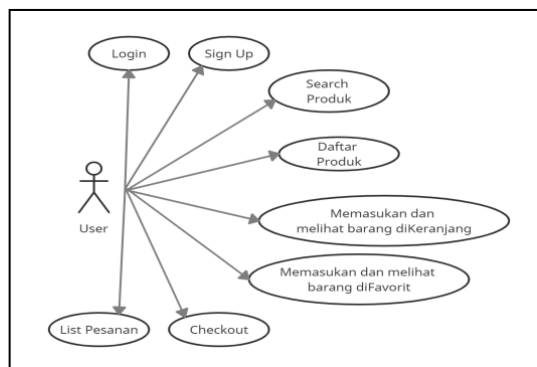 Login
Sign Up
Search
Produk
Daftar
Produk
User
Memasukan dan
melihat barang diKeranjang
Memasukan dan melihat
barang diFavorit
List Pesanan
Checkout